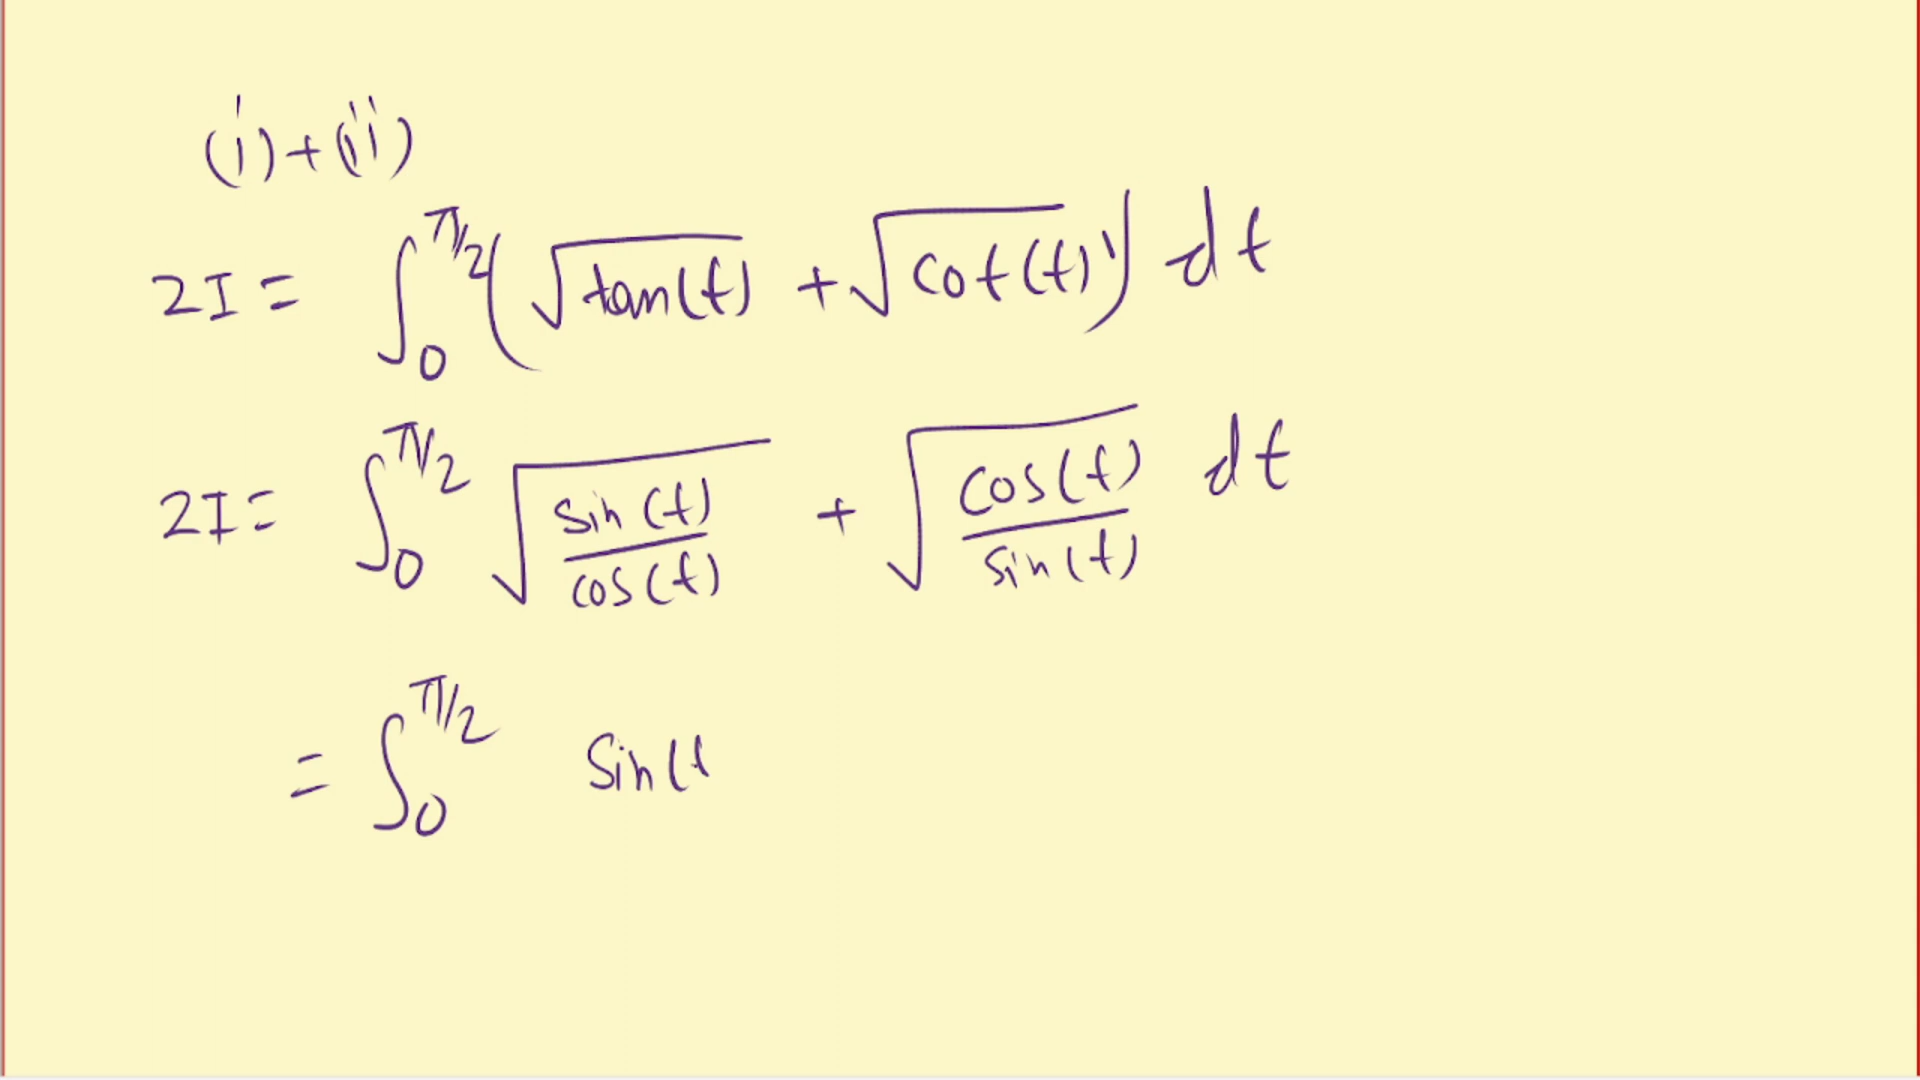 (i)+(ii)
2I = ∫₀^π/2 (√tan(t) + √cot(t)) dt
2I = ∫₀^π/2 √sin(t)/cos(t) + √cos(t)/sin(t) dt
= ∫₀^π/2 sin(t